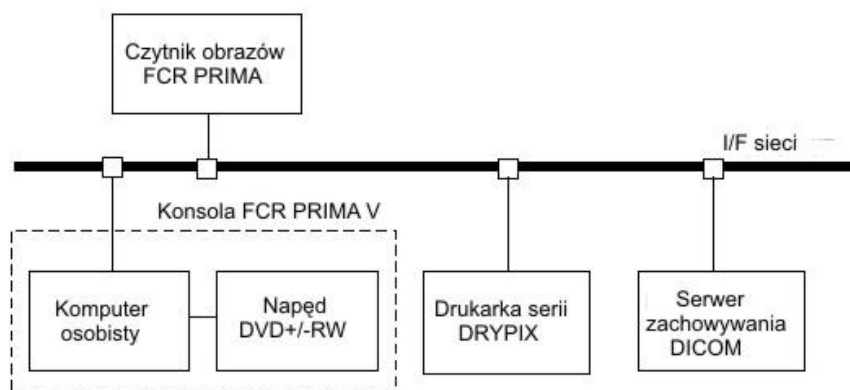 Czytnik obrazów
FCR PRIMA
I/F sieci
Konsola FCR PRIMA V
Komputer
osobisty
Napęd
DVD+/-RW
Drukarka serii
DRYPIX
Serwer
zachowywania
DICOM